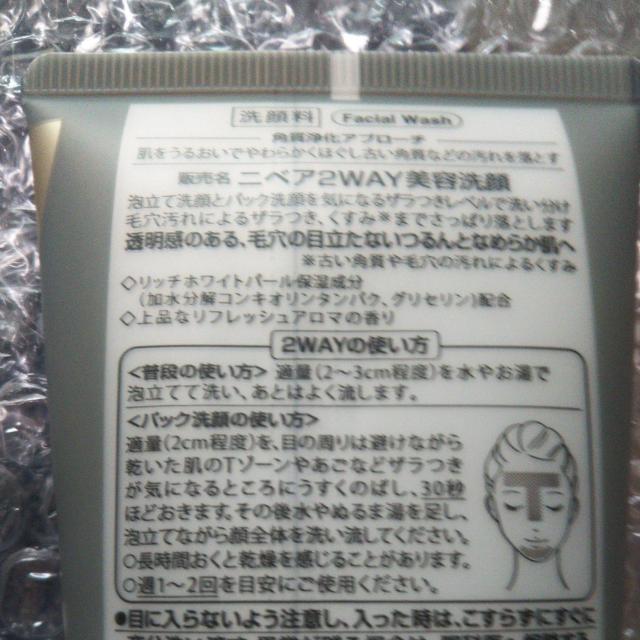 洗顔料 Facial Wash
角質浄化アプローチ
肌をうるおいでやわらかくほぐし古い角質などの汚れを落とす
販売名 ニベア2WAY美容洗顔
泡立て洗顔とパック洗顔を気になるザラつきレベルで洗い分け
毛穴汚れによるザラつき、くすみ※までさっぱり落とします
透明感のある、毛穴の目立たないつるんとなめらか肌へ
※古い角質や毛穴の汚れによるくすみ
◇リッチホワイトパール保湿成分
(加水分解コンキオリンタンパク、グリセリン)配合
◇上品なリフレッシュアロマの香り
2WAYの使い方
<普段の使い方> 適量(2〜3cm程度)を水やお湯で
泡立てて洗い、あとはよく流します。
<パック洗顔の使い方>
適量(2cm程度)を、目の周りは避けながら
乾いた肌のTゾーンやあごなどザラつき
が気になるところにうすくのばし、30秒
ほどおきます。その後水やぬるま湯を足し、
泡立てながら顔全体を洗い流してください。
○長時間おくと乾燥を感じることがあります。
○週1〜2回を目安にご使用ください。
●目に入らないよう注意し、入った時は、こすらずにすぐに